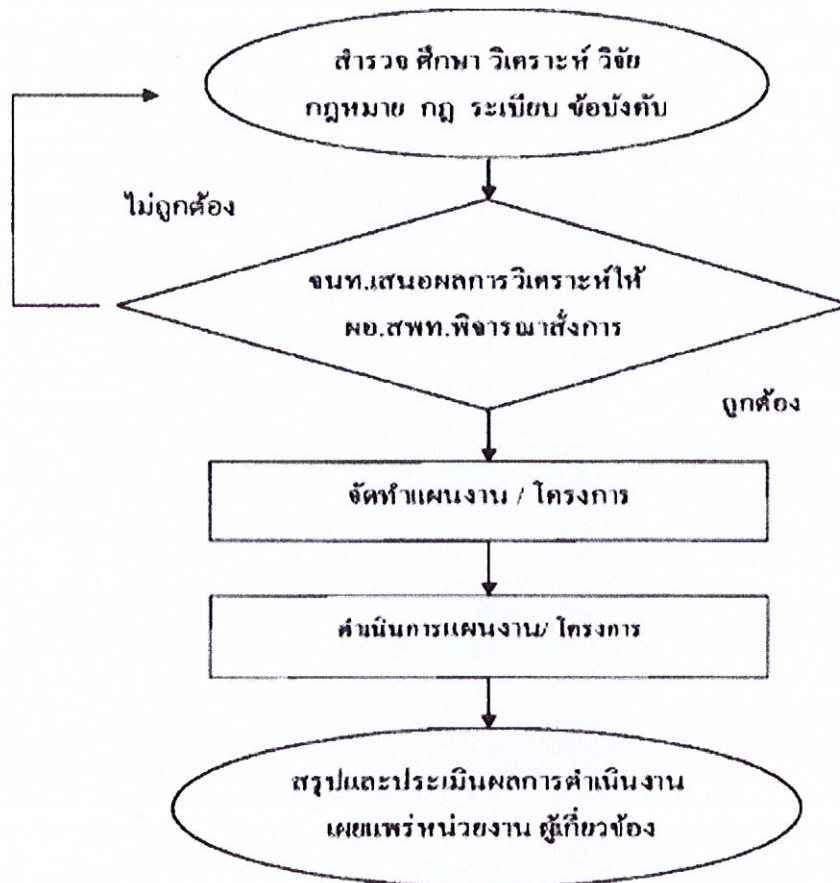 สำรวจ ศึกษา วิเคราะห์ วิจัย
กฎหมาย กฎ ระเบียบ ข้อบังคับ
ไม่ถูกต้อง
จนท.เสนอผลการวิเคราะห์ให้
ผอ.สพท.พิจารณาสั่งการ
ถูกต้อง
จัดทำแผนงาน / โครงการ
ดำเนินการแผนงาน/ โครงการ
สรุปและประเมินผลการดำเนินงาน
เผยแพร่หน่วยงาน ผู้เกี่ยวข้อง